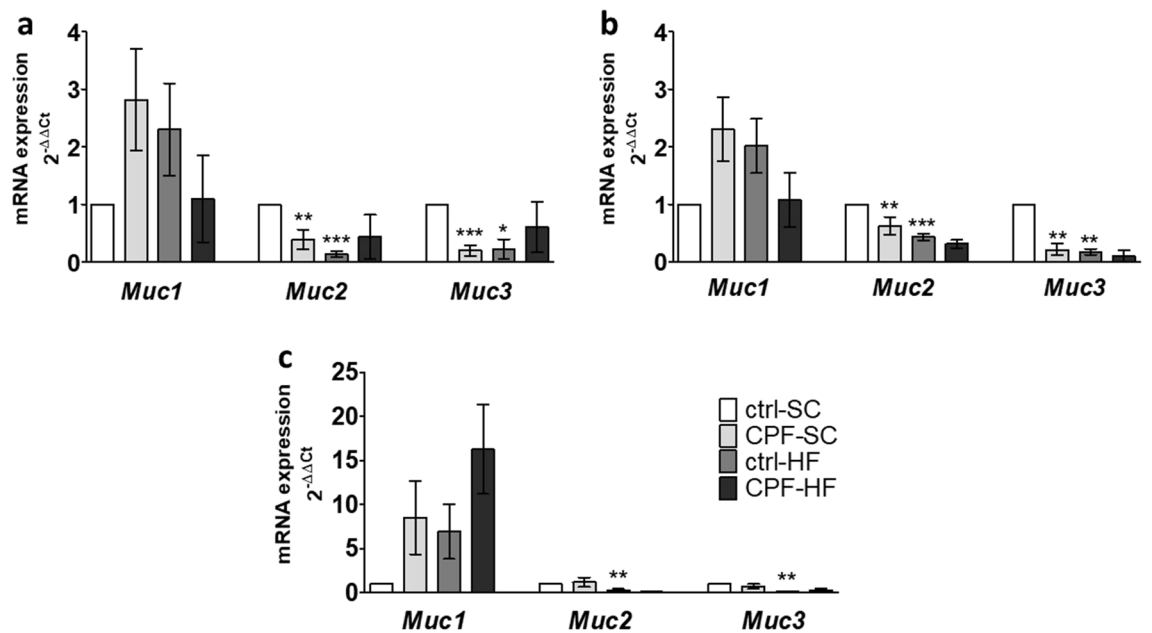 a
mRNA expression
2^-ΔΔCt
4
3
2
1
0
**
***
***
*
Muc1
Muc2
Muc3
b
mRNA expression
2^-ΔΔCt
4
3
2
1
0
**
***
**
**
Muc1
Muc2
Muc3
c
mRNA expression
2^-ΔΔCt
25
20
15
10
5
0
**
**
Muc1
Muc2
Muc3
ctrl-SC
CPF-SC
ctrl-HF
CPF-HF